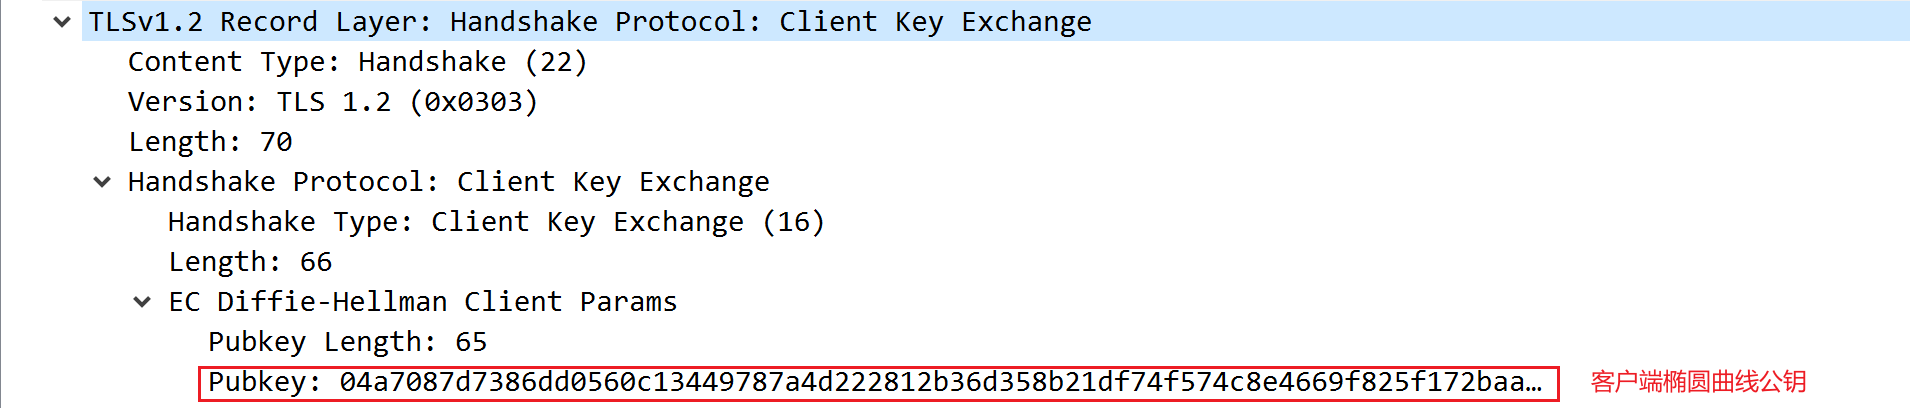 TLSv1.2 Record Layer: Handshake Protocol: Client Key Exchange
Content Type: Handshake (22)
Version: TLS 1.2 (0x0303)
Length: 70
Handshake Protocol: Client Key Exchange
Handshake Type: Client Key Exchange (16)
Length: 66
EC Diffie-Hellman Client Params
Pubkey Length: 65
Pubkey: 04a7087d7386dd0560c13449787a4d222812b36d358b21df74f574c8e4669f825f172baa… 客户端椭圆曲线公钥